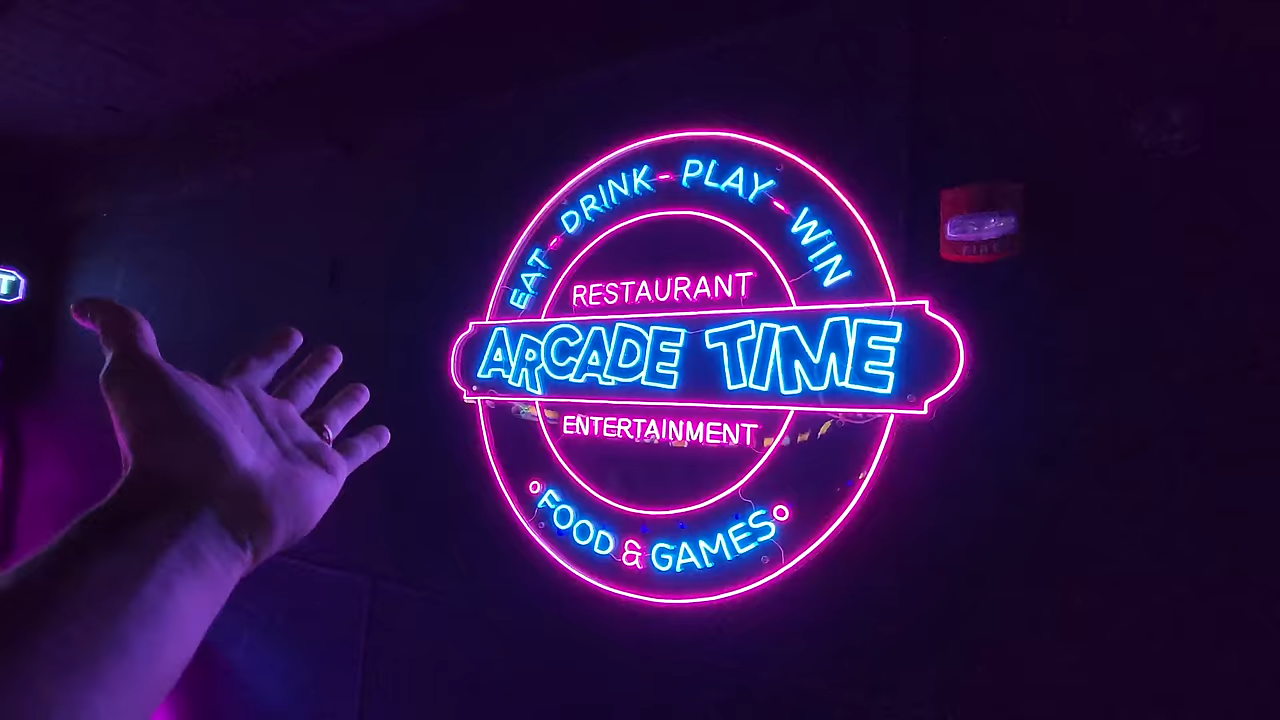 EAT - DRINK - PLAY - WIN
RESTAURANT
ARCADE TIME
ENTERTAINMENT
FOOD & GAMES
T